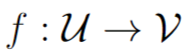 f : 𝒰 → 𝒱